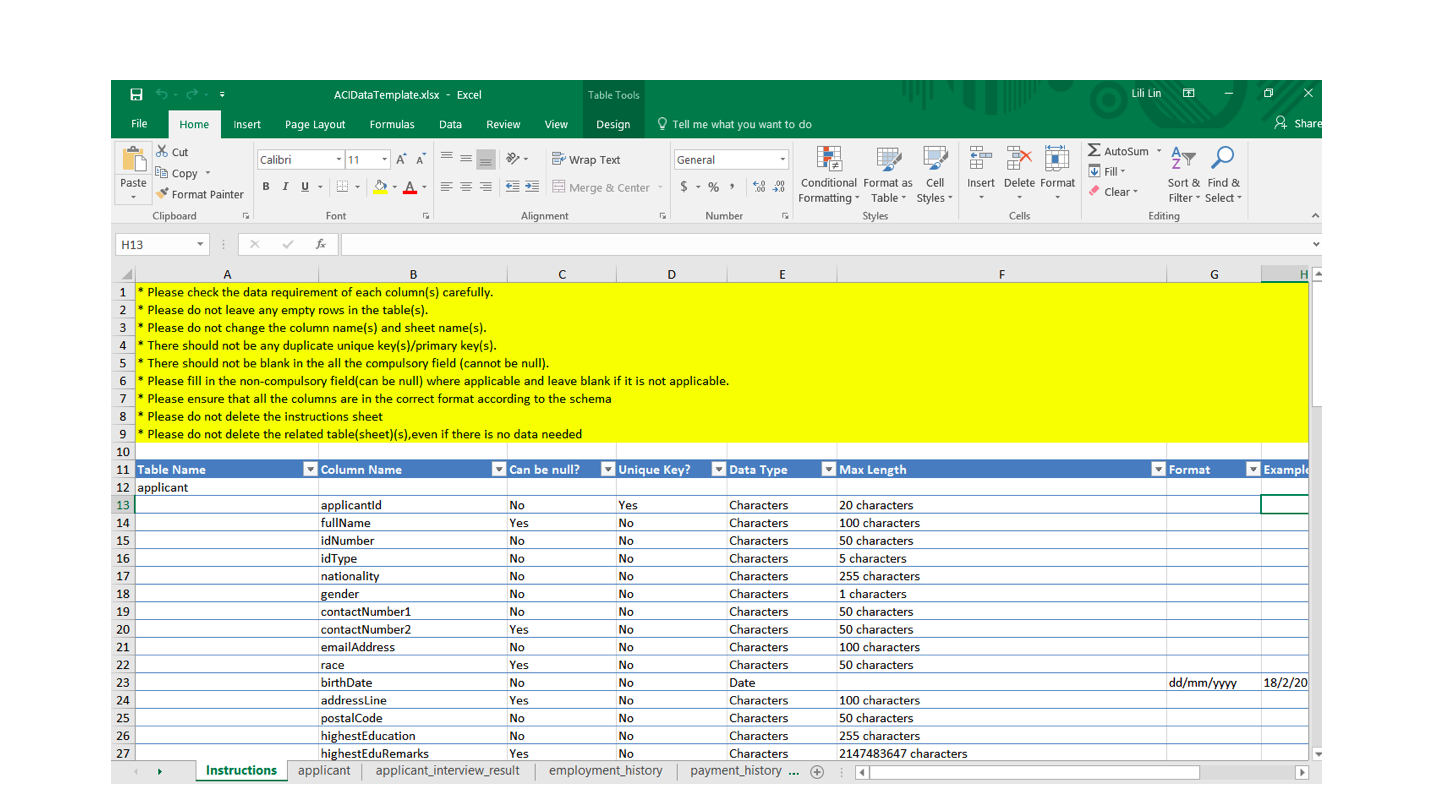 ACIDataTemplate.xlsx - Excel
Table Tools
Lili Lin
File Home Insert Page Layout Formulas Data Review View Design Tell me what you want to do Share
Paste Cut
Copy
Format Painter
Clipboard
Calibri 11
B I U
Font
Wrap Text
Merge & Center
Alignment
General
$ % ,
Number
Conditional Formatting
Format as Table
Cell Styles
Styles
Insert Delete Format
Cells
AutoSum
Fill
Clear
Sort & Filter
Find & Select
Editing
H13 fx
A B C D E F G H
1 * Please check the data requirement of each column(s) carefully.
2 * Please do not leave any empty rows in the table(s).
3 * Please do not change the column name(s) and sheet name(s).
4 * There should not be any duplicate unique key(s)/primary key(s).
5 * There should not be blank in the all the compulsory field (cannot be null).
6 * Please fill in the non-compulsory field(can be null) where applicable and leave blank if it is not applicable.
7 * Please ensure that all the columns are in the correct format according to the schema
8 * Please do not delete the instructions sheet
9 * Please do not delete the related table(sheet)(s),even if there is no data needed
10
11 Table Name Column Name Can be null? Unique Key? Data Type Max Length Format Example
12 applicant
13 applicantId No Yes Characters 20 characters
14 fullName Yes No Characters 100 characters
15 idNumber No No Characters 50 characters
16 idType No No Characters 5 characters
17 nationality No No Characters 255 characters
18 gender No No Characters 1 characters
19 contactNumber1 No No Characters 50 characters
20 contactNumber2 Yes No Characters 50 characters
21 emailAddress No No Characters 100 characters
22 race Yes No Characters 50 characters
23 birthDate No No Date dd/mm/yyyy 18/2/20
24 addressLine Yes No Characters 100 characters
25 postalCode No No Characters 50 characters
26 highestEducation No No Characters 255 characters
27 highestEduRemarks Yes No Characters 2147483647 characters
Instructions applicant applicant_interview_result employment_history payment_history ...